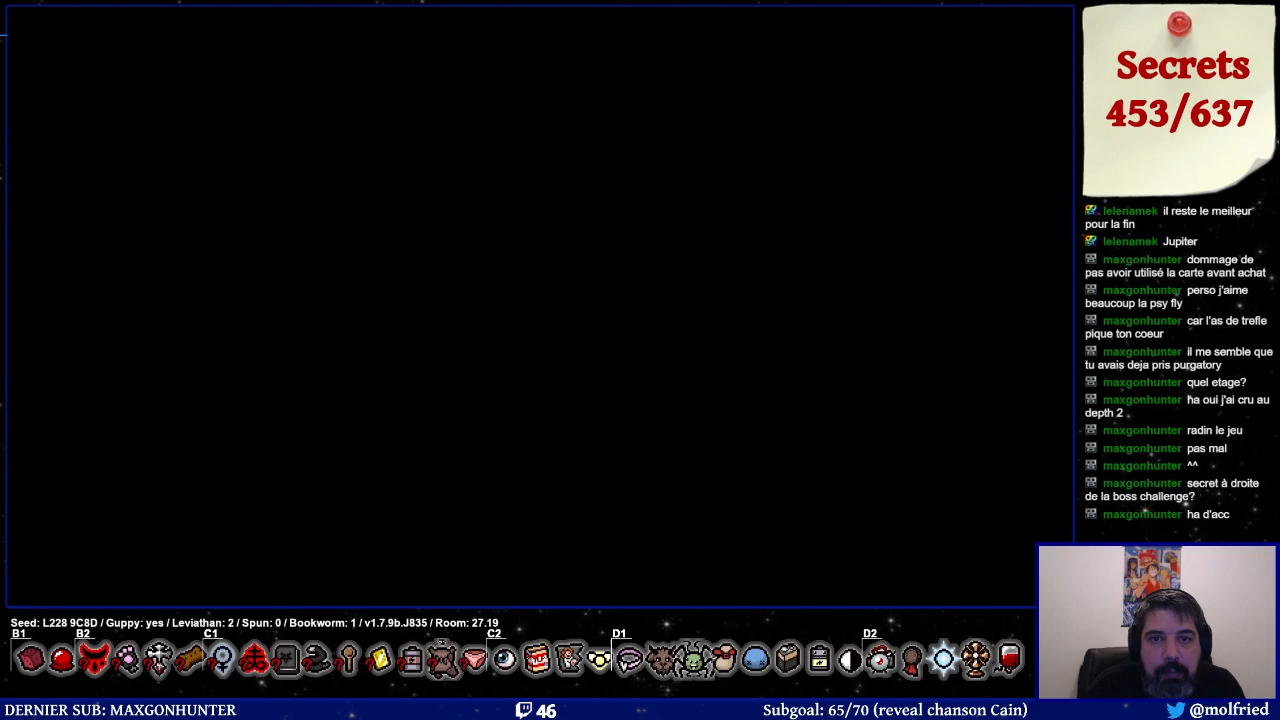 Secrets
453/637
lelenamek il reste le meilleur
pour la fin
lelenamek Jupiter
maxgonhunter dommage de
pas avoir utilisé la carte avant achat
maxgonhunter perso j'aime
beaucoup la psy fly
maxgonhunter car l'as de trefle
pique ton coeur
maxgonhunter il me semble que
tu avais deja pris purgatory
maxgonhunter quel etage?
maxgonhunter ha oui j'ai cru au
depth 2
maxgonhunter radin le jeu
maxgonhunter pas mal
maxgonhunter ^^
maxgonhunter secret à droite
de la boss challenge?
maxgonhunter ha d'acc
Seed: L228 9C8D / Guppy: yes / Leviathan: 2 / Spun: 0 / Bookworm: 1 / v1.7.9b.J835 / Room: 27.19
B1 B2 C1 C2 D1 D2
DERNIER SUB: MAXGONHUNTER 46 Subgoal: 65/70 (reveal chanson Cain) @molfried